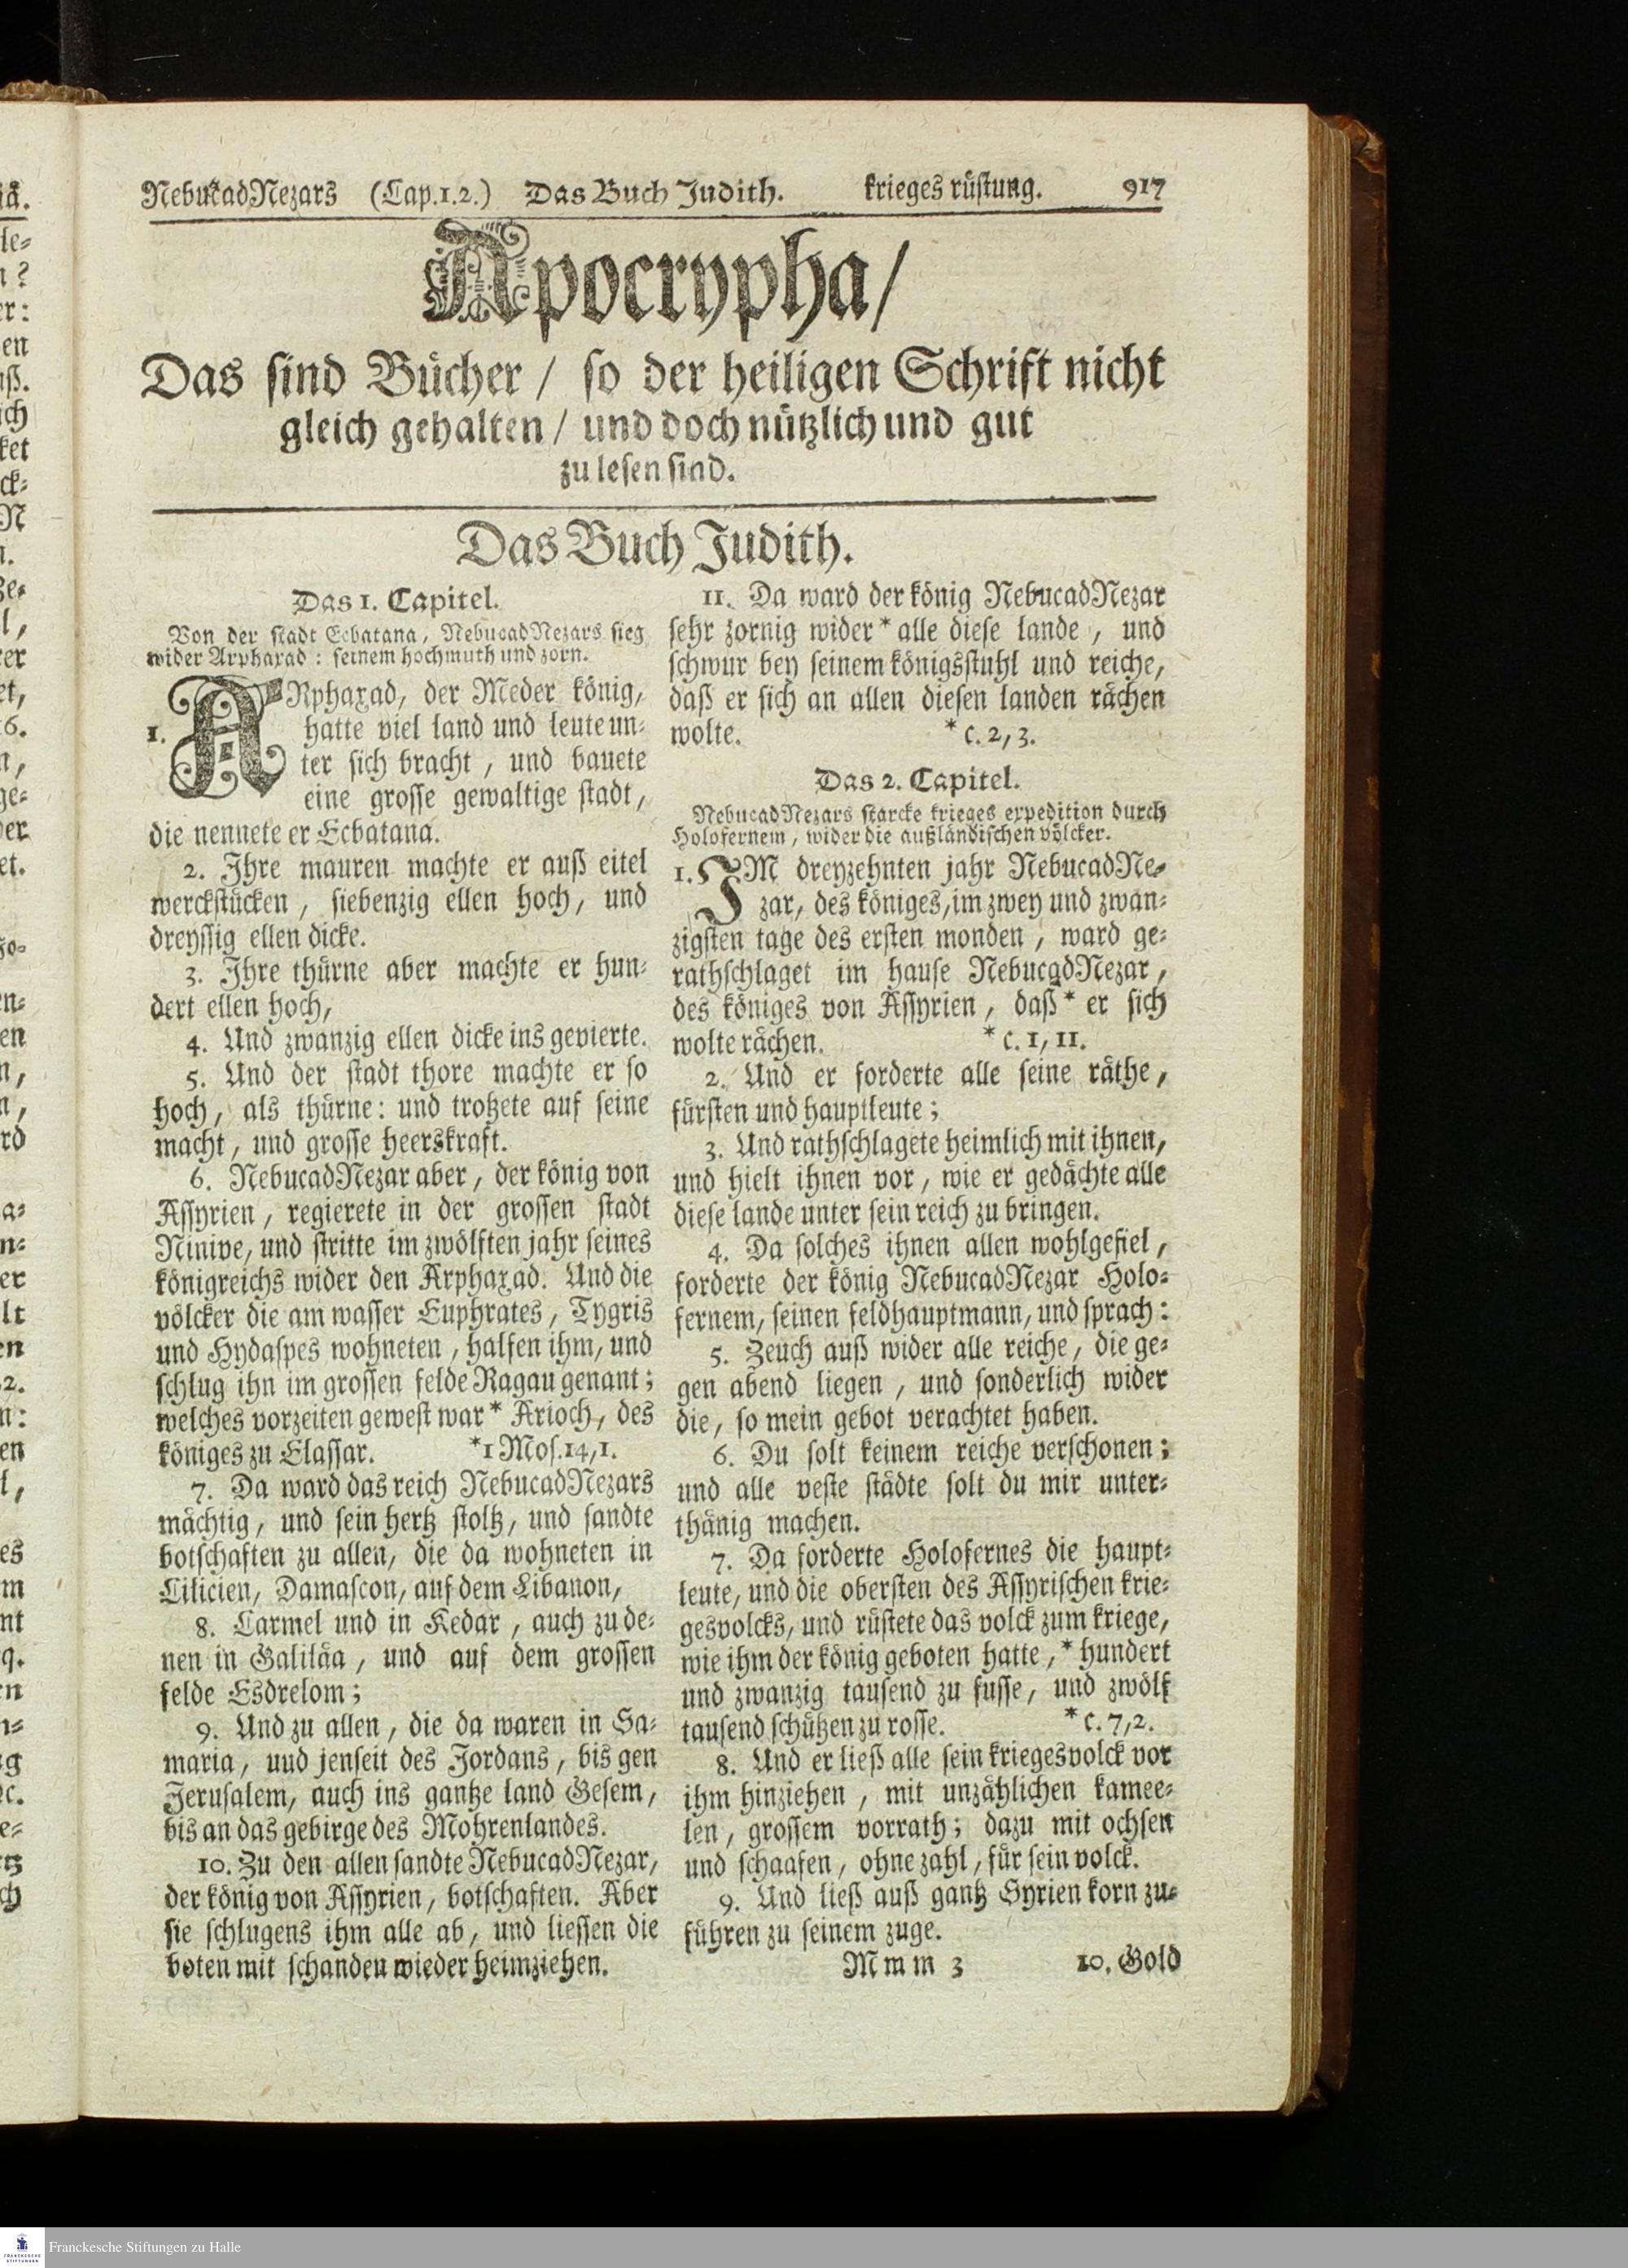 NebucadNezars (Cap.1.2.) Das Buch Judith. krieges rüstung. 917
Apocrypha/
Das sind Bücher / so der heiligen Schrift nicht
gleich gehalten / und doch nützlich und gut
zu lesen sind.
Das Buch Judith.
Das 1. Capitel.
Von der stadt Ecbatana, NebucadNezars sieg
wider Arphaxad: seinem hochmuth und zorn.
1. ARphaxad, der Meder könig,
hatte viel land und leute un-
ter sich bracht, und bauete
eine grosse gewaltige stadt,
die nennete er Ecbatana.
2. Ihre mauren machte er auß eitel
werckstücken, siebenzig ellen hoch, und
dreyssig ellen dicke.
3. Ihre thürne aber machte er hun-
dert ellen hoch,
4. Und zwanzig ellen dicke ins gevierte.
5. Und der stadt thore machte er so
hoch, als thürne: und trotzete auf seine
macht, und grosse heerskraft.
6. NebucadNezar aber, der könig von
Assyrien, regierete in der grossen stadt
Ninive, und stritte im zwölften jahr seines
königreichs wider den Arphaxad. Und die
völcker die am wasser Euphrates, Tygris
und Hydaspes wohneten, halfen ihm, und
schlug ihn im grossen felde Ragau genant;
welches vorzeiten gewest war * Arioch, des
königes zu Elassar. *1 Mos.14,1.
7. Da ward das reich NebucadNezars
mächtig, und sein hertz stoltz, und sandte
botschaften zu allen, die da wohneten in
Cilicien, Damascon, auf dem Libanon,
8. Carmel und in Kedar, auch zu de-
nen in Galiläa, und auf dem grossen
felde Esdrelom;
9. Und zu allen, die da waren in Sa-
maria, uud jenseit des Jordans, bis gen
Jerusalem, auch ins gantze land Gesem,
bis an das gebirge des Mohrenlandes.
10. Zu den allen sandte NebucadNezar,
der könig von Assyrien, botschaften. Aber
sie schlugens ihm alle ab, und liessen die
boten mit schanden wieder heimziehen.
11. Da ward der könig NebucadNezar
sehr zornig wider * alle diese lande, und
schwur bey seinem königsstuhl und reiche,
daß er sich an allen diesen landen rächen
wolte. * c. 2, 3.
Das 2. Capitel.
NebucadNezars starcke krieges expedition durch
Holofernem, wider die außländischen völcker.
1. IM dreyzehnten jahr NebucadNe-
zar, des königes, im zwey und zwan-
zigsten tage des ersten monden, ward ge-
rathschlaget im hause NebucadNezar,
des königes von Assyrien, daß * er sich
wolte rächen. * c. 1, 11.
2. Und er forderte alle seine räthe,
fürsten und hauptleute;
3. Und rathschlagete heimlich mit ihnen,
und hielt ihnen vor, wie er gedächte alle
diese lande unter sein reich zu bringen.
4. Da solches ihnen allen wohlgefiel,
forderte der könig NebucadNezar Holo-
fernem, seinen feldhauptmann, und sprach:
5. Zeuch auß wider alle reiche, die ge-
gen abend liegen, und sonderlich wider
die, so mein gebot verachtet haben.
6. Du solt keinem reiche verschonen;
und alle veste städte solt du mir unter-
thänig machen.
7. Da forderte Holofernes die haupt-
leute, und die obersten des Assyrischen krie-
gesvolcks, und rüstete das volck zum kriege,
wie ihm der könig geboten hatte, * hundert
und zwanzig tausend zu fusse, und zwölf
tausend schützen zu rosse. * c. 7,2.
8. Und er ließ alle sein kriegesvolck vor
ihm hinziehen, mit unzählichen kamee-
len, grossem vorrath; dazu mit ochsen
und schaafen, ohne zahl, für sein volck.
9. Und ließ auß gantz Syrien korn zu-
führen zu seinem zuge.
Mmm 3 10. Gold
Franckesche Stiftungen zu Halle